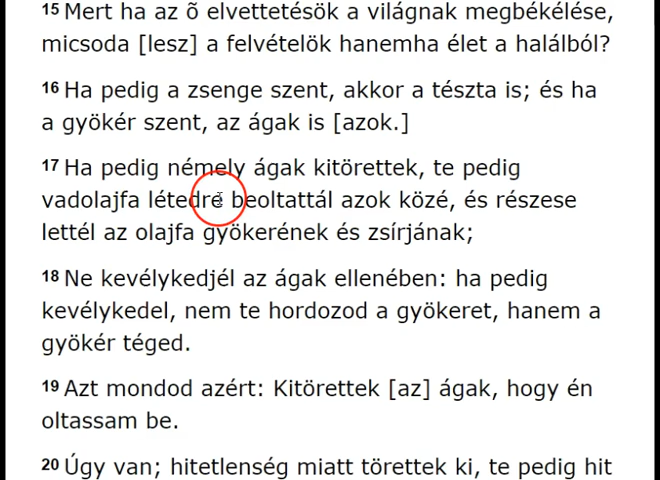 15 Mert ha az õ elvettetésök a világnak megbékélése,
micsoda [lesz] a felvételök hanemha élet a halálból?
16 Ha pedig a zsenge szent, akkor a tészta is; és ha
a gyökér szent, az ágak is [azok.]
17 Ha pedig némely ágak kitörettek, te pedig
vadolajfa létedre beoltattál azok közé, és részese
lettél az olajfa gyökerének és zsírjának;
18 Ne kevélykedjél az ágak ellenében: ha pedig
kevélykedel, nem te hordozod a gyökeret, hanem a
gyökér téged.
19 Azt mondod azért: Kitörettek [az] ágak, hogy én
oltassam be.
20 Úgy van; hitetlenség miatt törettek ki, te pedig hit